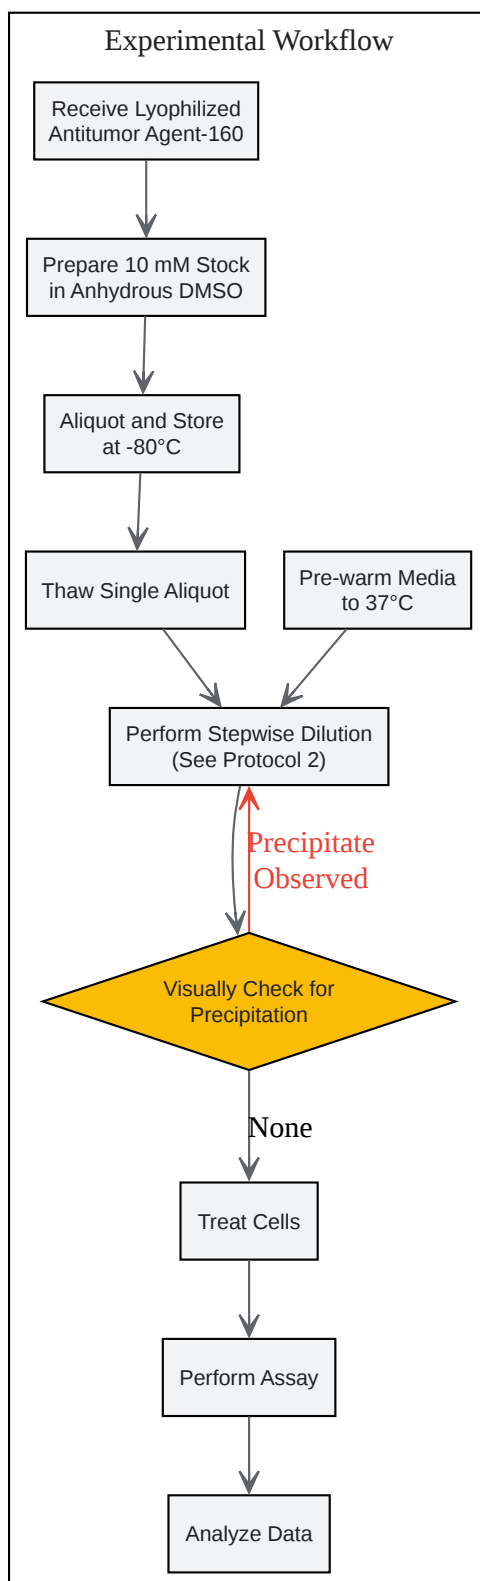 Experimental Workflow
Receive Lyophilized
Antitumor Agent-160
Prepare 10 mM Stock
in Anhydrous DMSO
Aliquot and Store
at -80°C
Thaw Single Aliquot
Pre-warm Media
to 37°C
Perform Stepwise Dilution
(See Protocol 2)
Precipitate
Observed
Visually Check for
Precipitation
None
Treat Cells
Perform Assay
Analyze Data